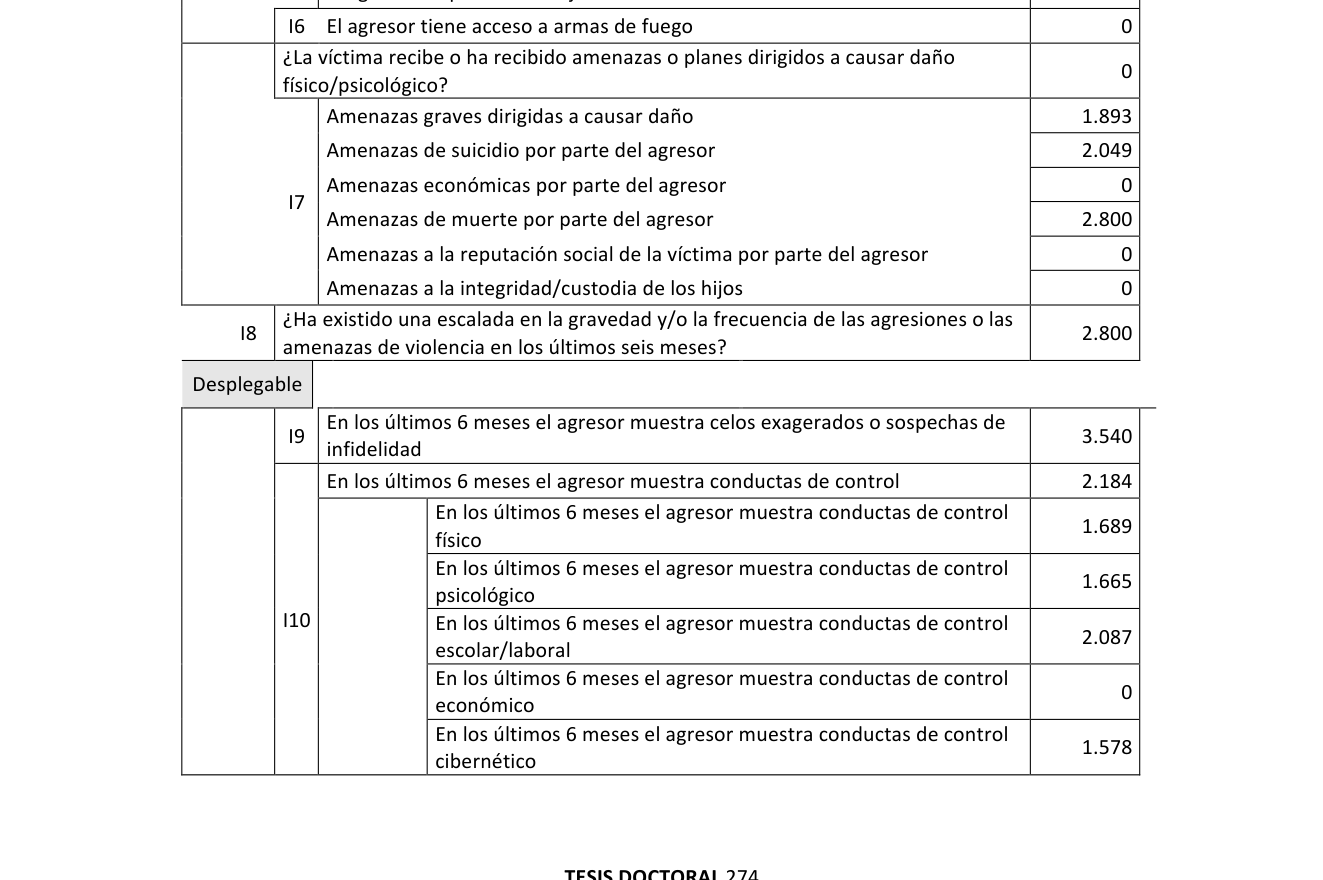 I6 El agresor tiene acceso a armas de fuego 0
¿La víctima recibe o ha recibido amenazas o planes dirigidos a causar daño
físico/psicológico? 0
I7
Amenazas graves dirigidas a causar daño 1.893
Amenazas de suicidio por parte del agresor 2.049
Amenazas económicas por parte del agresor 0
Amenazas de muerte por parte del agresor 2.800
Amenazas a la reputación social de la víctima por parte del agresor 0
Amenazas a la integridad/custodia de los hijos 0
I8 ¿Ha existido una escalada en la gravedad y/o la frecuencia de las agresiones o las
amenazas de violencia en los últimos seis meses? 2.800
Desplegable
I9 En los últimos 6 meses el agresor muestra celos exagerados o sospechas de
infidelidad 3.540
I10
En los últimos 6 meses el agresor muestra conductas de control 2.184
En los últimos 6 meses el agresor muestra conductas de control
físico 1.689
En los últimos 6 meses el agresor muestra conductas de control
psicológico 1.665
En los últimos 6 meses el agresor muestra conductas de control
escolar/laboral 2.087
En los últimos 6 meses el agresor muestra conductas de control
económico 0
En los últimos 6 meses el agresor muestra conductas de control
cibernético 1.578
TESIS DOCTORAL 274